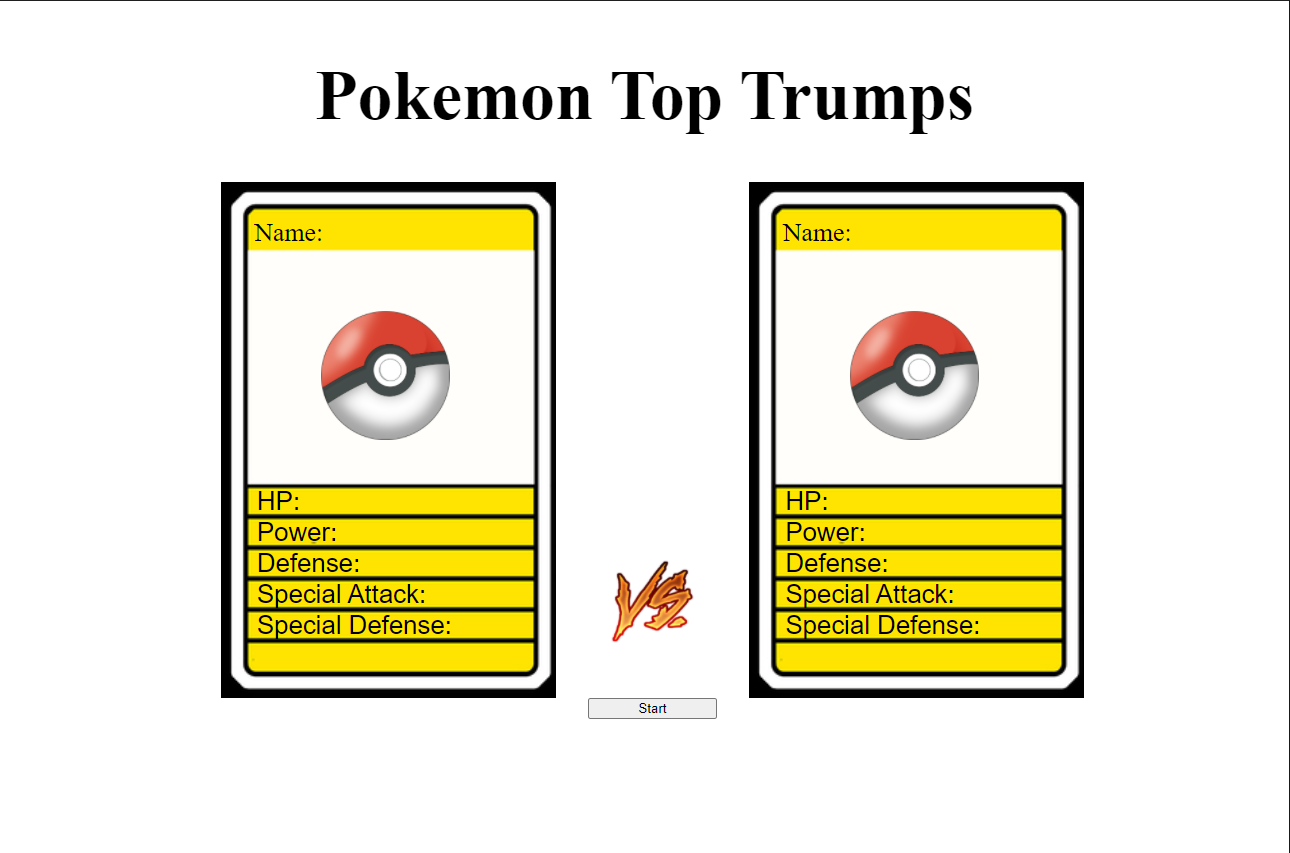 Pokemon Top Trumps
Name:
HP:
Power:
Defense:
Special Attack:
Special Defense:
VS
Start
Name:
HP:
Power:
Defense:
Special Attack:
Special Defense: